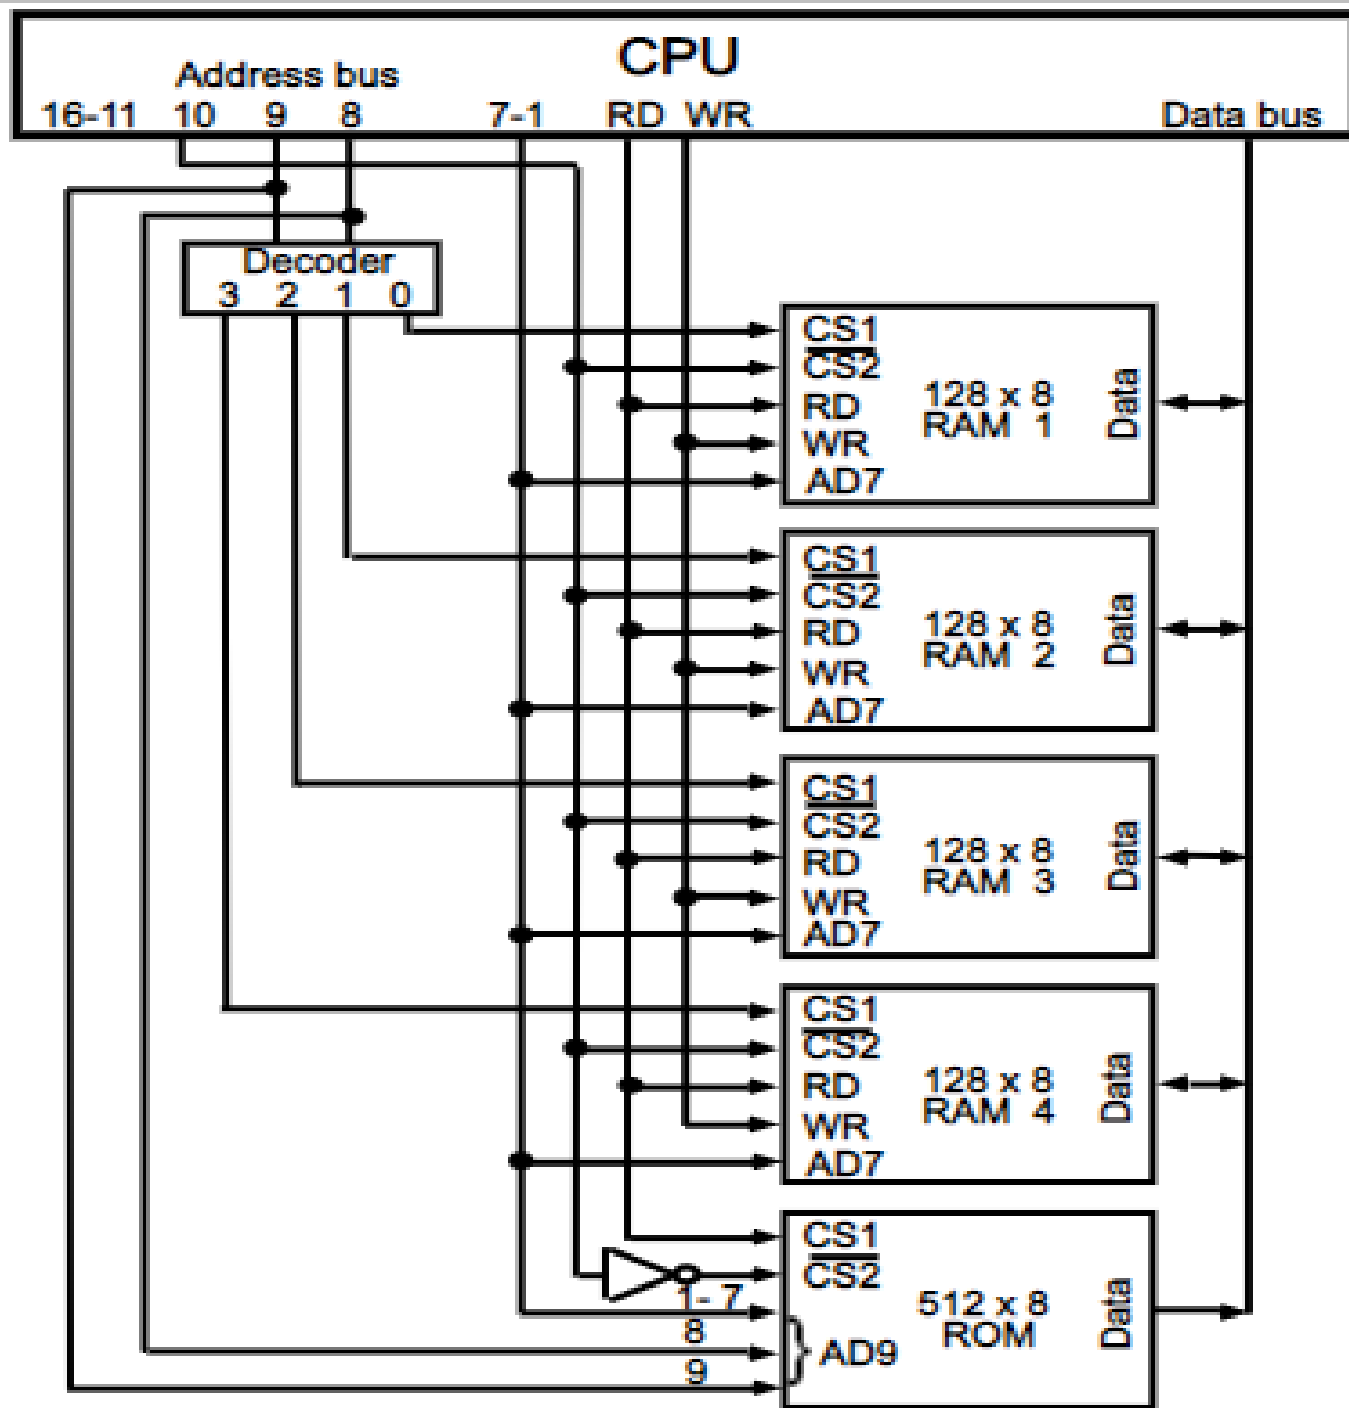 CPU
Address bus
16-11 10 9 8 7-1 RD WR Data bus
Decoder
3 2 1 0
CS1
CS2
RD
WR
AD7
128 x 8
RAM 1
Data
CS1
CS2
RD
WR
AD7
128 x 8
RAM 2
Data
CS1
CS2
RD
WR
AD7
128 x 8
RAM 3
Data
CS1
CS2
RD
WR
AD7
128 x 8
RAM 4
Data
CS1
CS2
1- 7
8
9
AD9
512 x 8
ROM
Data